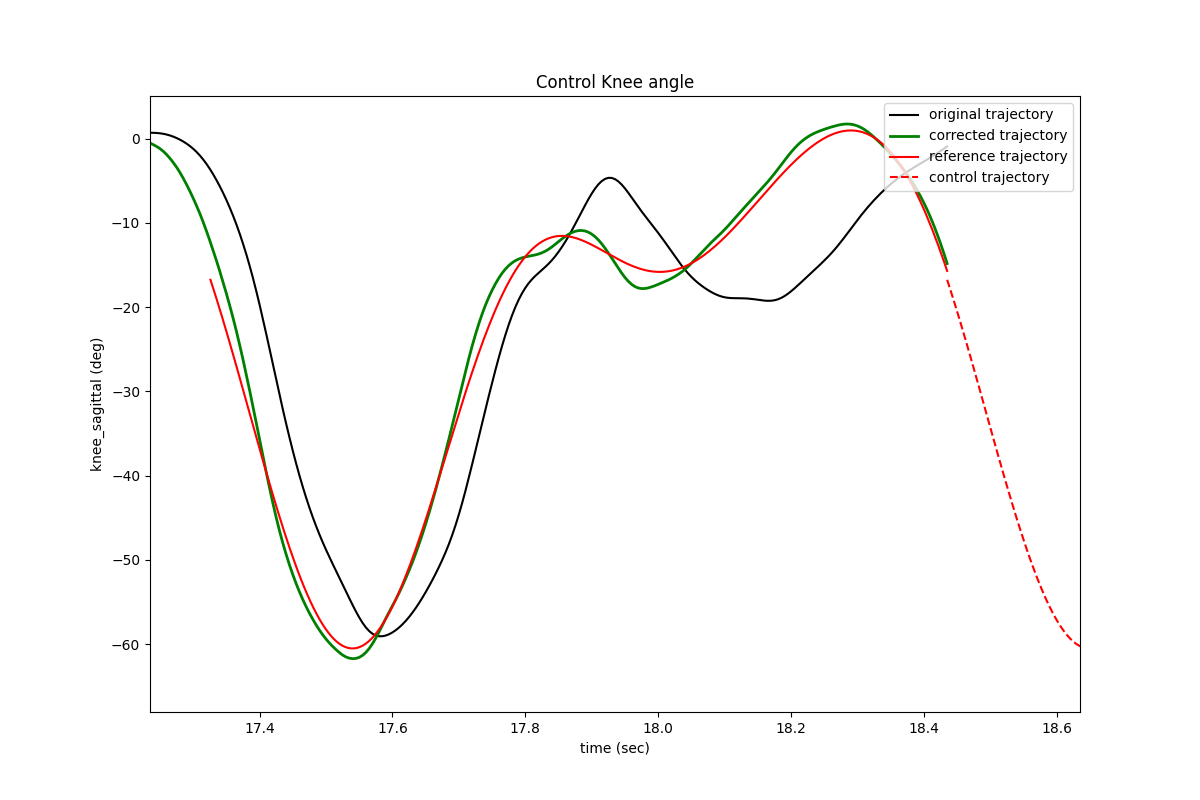 Control Knee angle
original trajectory
corrected trajectory
reference trajectory
control trajectory
0
−10
−20
−30
−40
−50
−60
knee_sagittal (deg)
17.4 17.6 17.8 18.0 18.2 18.4 18.6
time (sec)